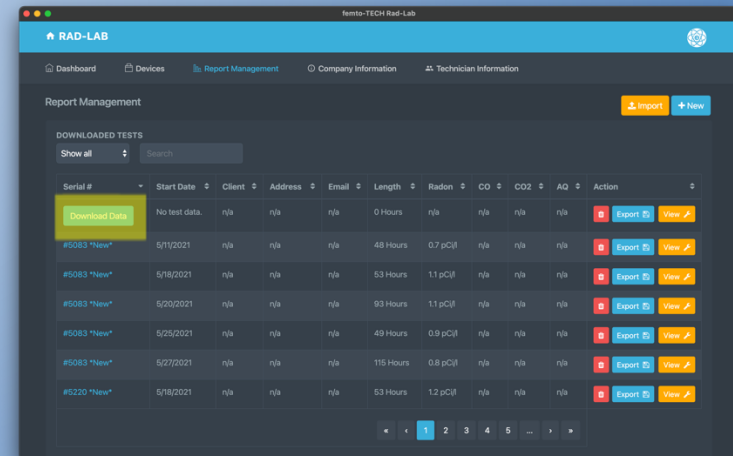 femto-TECH Rad-Lab
RAD-LAB
Dashboard Devices Report Management Company Information Technician Information
Report Management
Import + New
DOWNLOADED TESTS
Show all Search
Serial # Start Date Client Address Email Length Radon CO CO2 AQ Action
Download Data No test data. n/a n/a n/a 0 Hours n/a n/a n/a n/a Export View
#5083 *New* 5/11/2021 n/a n/a n/a 48 Hours 0.7 pCi/l n/a n/a n/a Export View
#5083 *New* 5/18/2021 n/a n/a n/a 53 Hours 1.1 pCi/l n/a n/a n/a Export View
#5083 *New* 5/20/2021 n/a n/a n/a 93 Hours 1.1 pCi/l n/a n/a n/a Export View
#5083 *New* 5/25/2021 n/a n/a n/a 49 Hours 0.9 pCi/l n/a n/a n/a Export View
#5083 *New* 5/27/2021 n/a n/a n/a 115 Hours 0.8 pCi/l n/a n/a n/a Export View
#5220 *New* 5/18/2021 n/a n/a n/a 53 Hours 1.2 pCi/l n/a n/a n/a Export View
« ‹ 1 2 3 4 5 ... › »